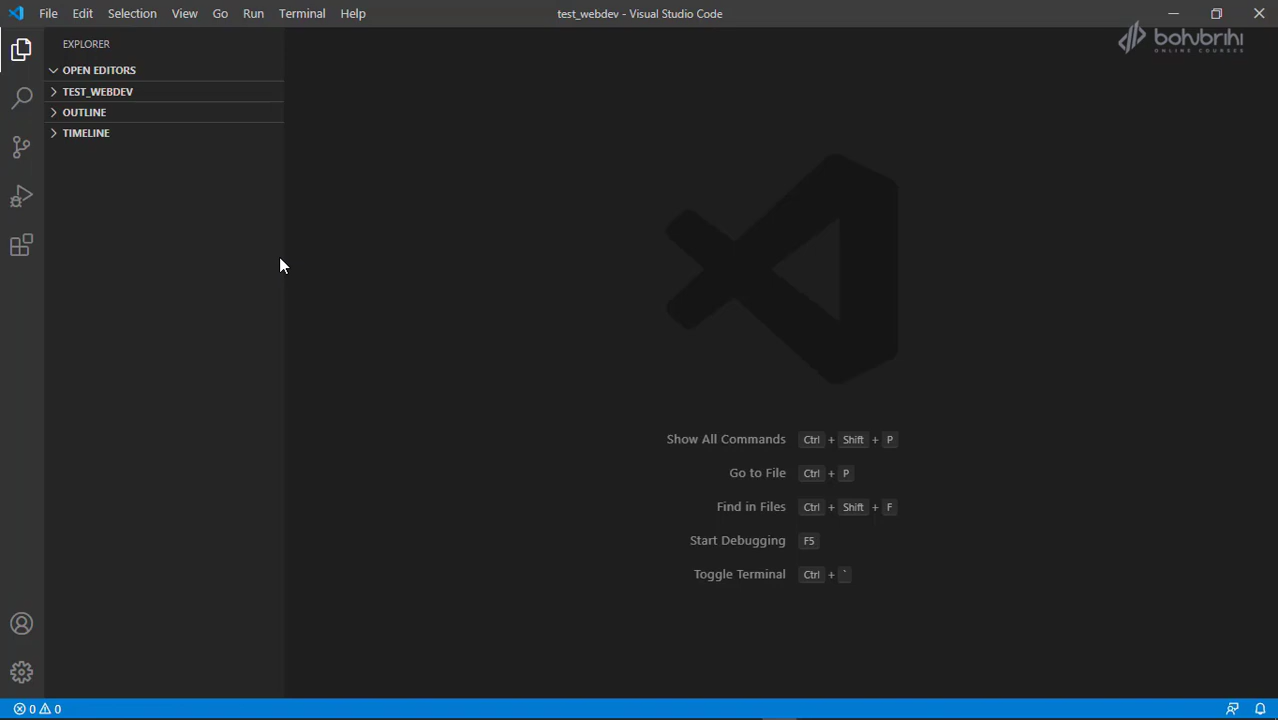 File Edit Selection View Go Run Terminal Help
test_webdev - Visual Studio Code
bohubrihi
ONLINE COURSES
EXPLORER
OPEN EDITORS
TEST_WEBDEV
OUTLINE
TIMELINE
Show All Commands Ctrl + Shift + P
Go to File Ctrl + P
Find in Files Ctrl + Shift + F
Start Debugging F5
Toggle Terminal Ctrl + `
0 0